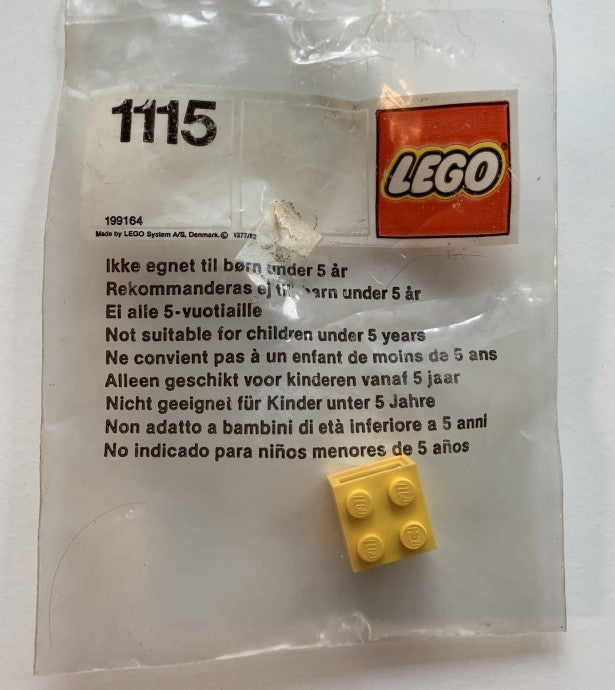 1115
LEGO
199164
Made by LEGO System A/S, Denmark. ©
Ikke egnet til børn under 5 år
Rekommanderas ej till barn under 5 år
Ei alle 5-vuotiaille
Not suitable for children under 5 years
Ne convient pas à un enfant de moins de 5 ans
Alleen geschikt voor kinderen vanaf 5 jaar
Nicht geeignet für Kinder unter 5 Jahre
Non adatto a bambini di età inferiore a 5 anni
No indicado para niños menores de 5 años